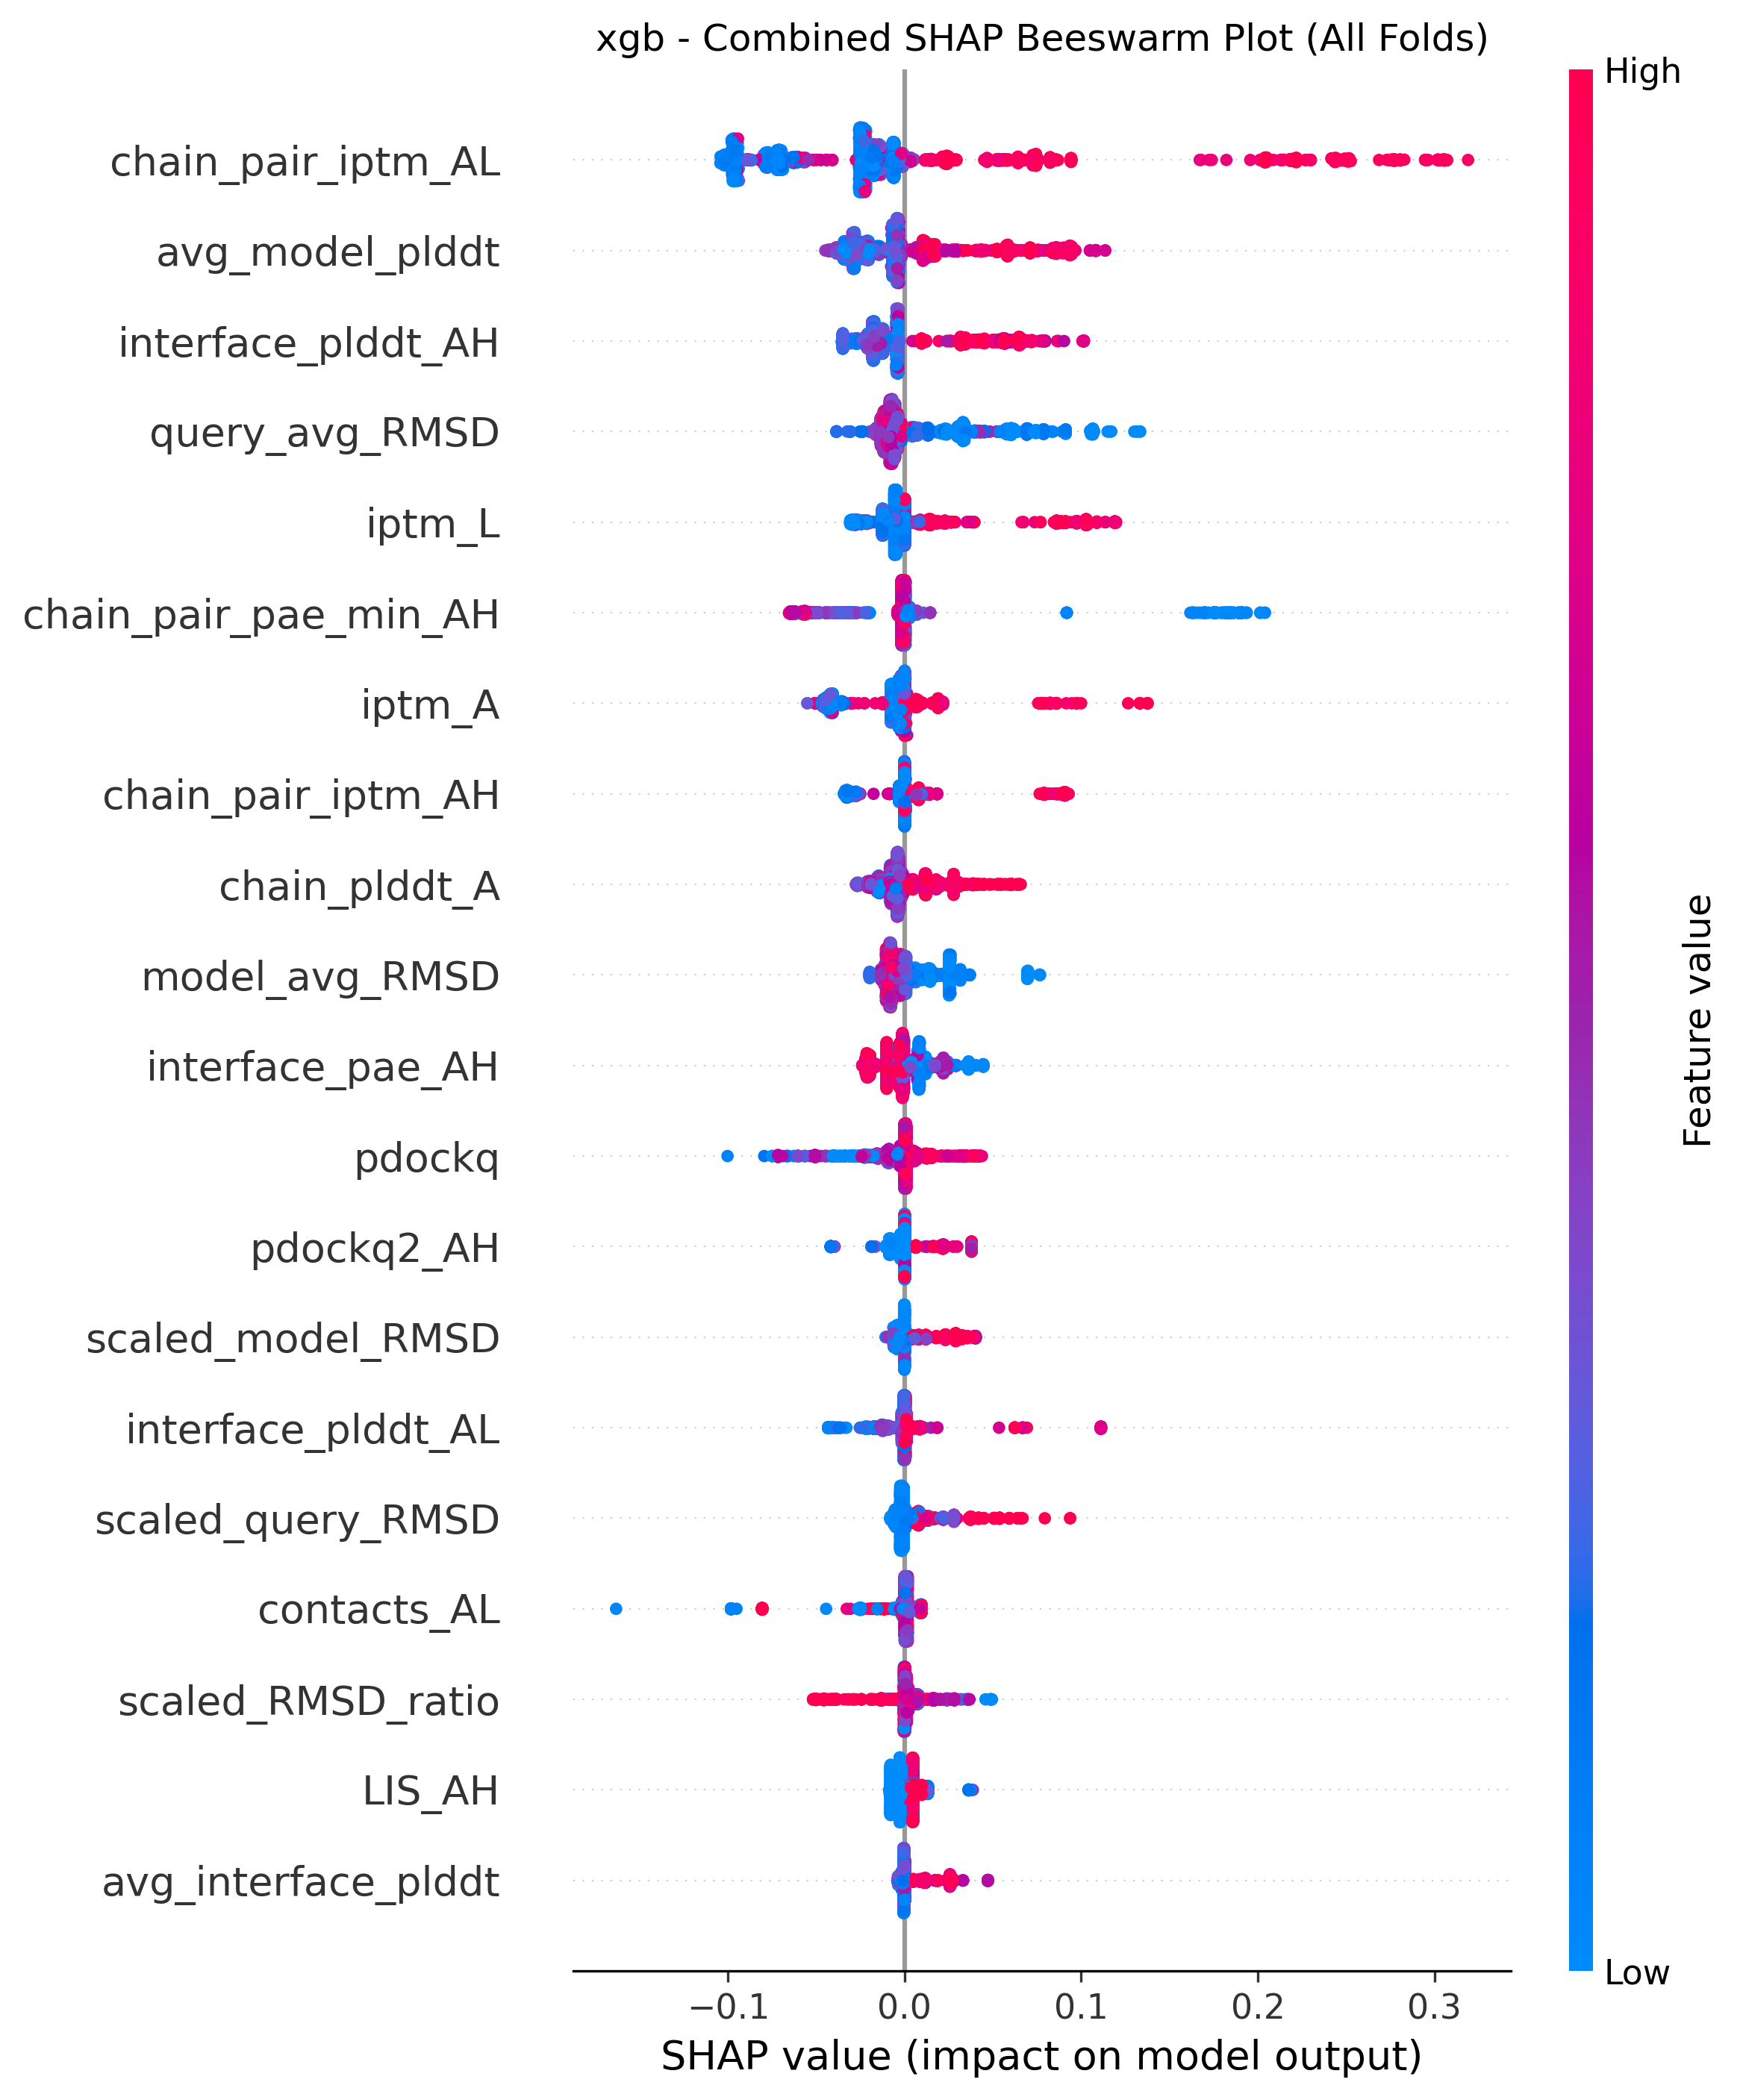 xgb - Combined SHAP Beeswarm Plot (All Folds)
High
chain_pair_iptm_AL
avg_model_plddt
interface_plddt_AH
query_avg_RMSD
iptm_L
chain_pair_pae_min_AH
iptm_A
chain_pair_iptm_AH
chain_plddt_A
model_avg_RMSD
interface_pae_AH
pdockq
pdockq2_AH
scaled_model_RMSD
interface_plddt_AL
scaled_query_RMSD
contacts_AL
scaled_RMSD_ratio
LIS_AH
avg_interface_plddt
Feature value
Low
−0.1 0.0 0.1 0.2 0.3
SHAP value (impact on model output)